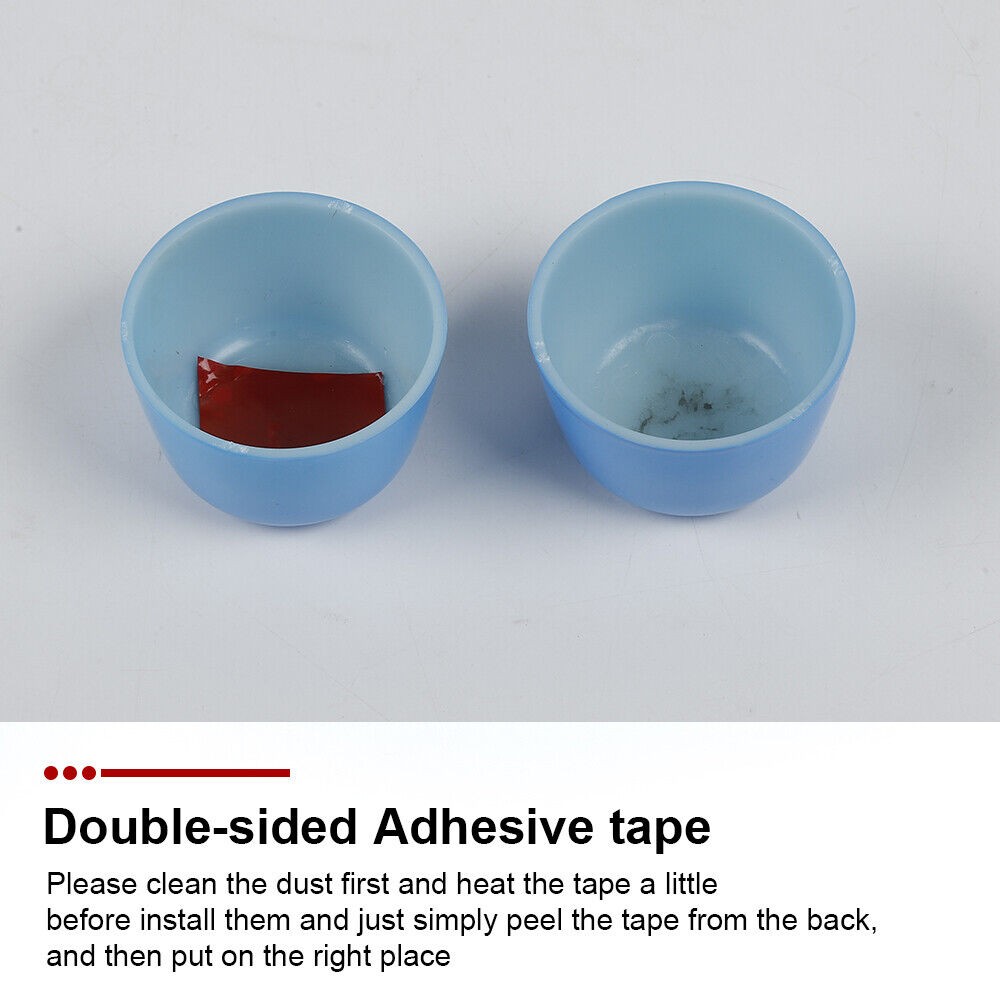 Double-sided Adhesive tape
Please clean the dust first and heat the tape a little
before install them and just simply peel the tape from the back,
and then put on the right place